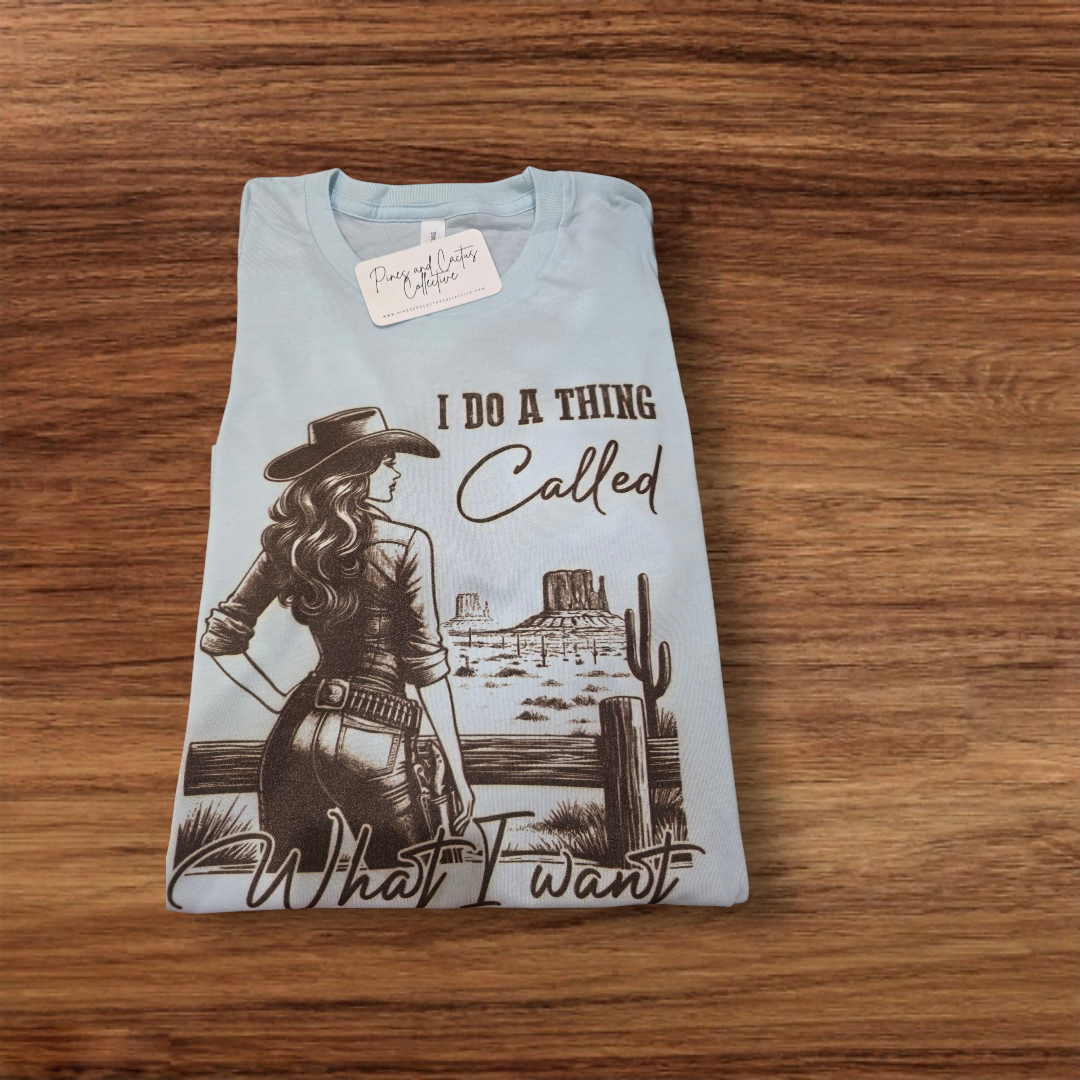 Pines and Cactus
Collective
I DO A THING
Called
What I want